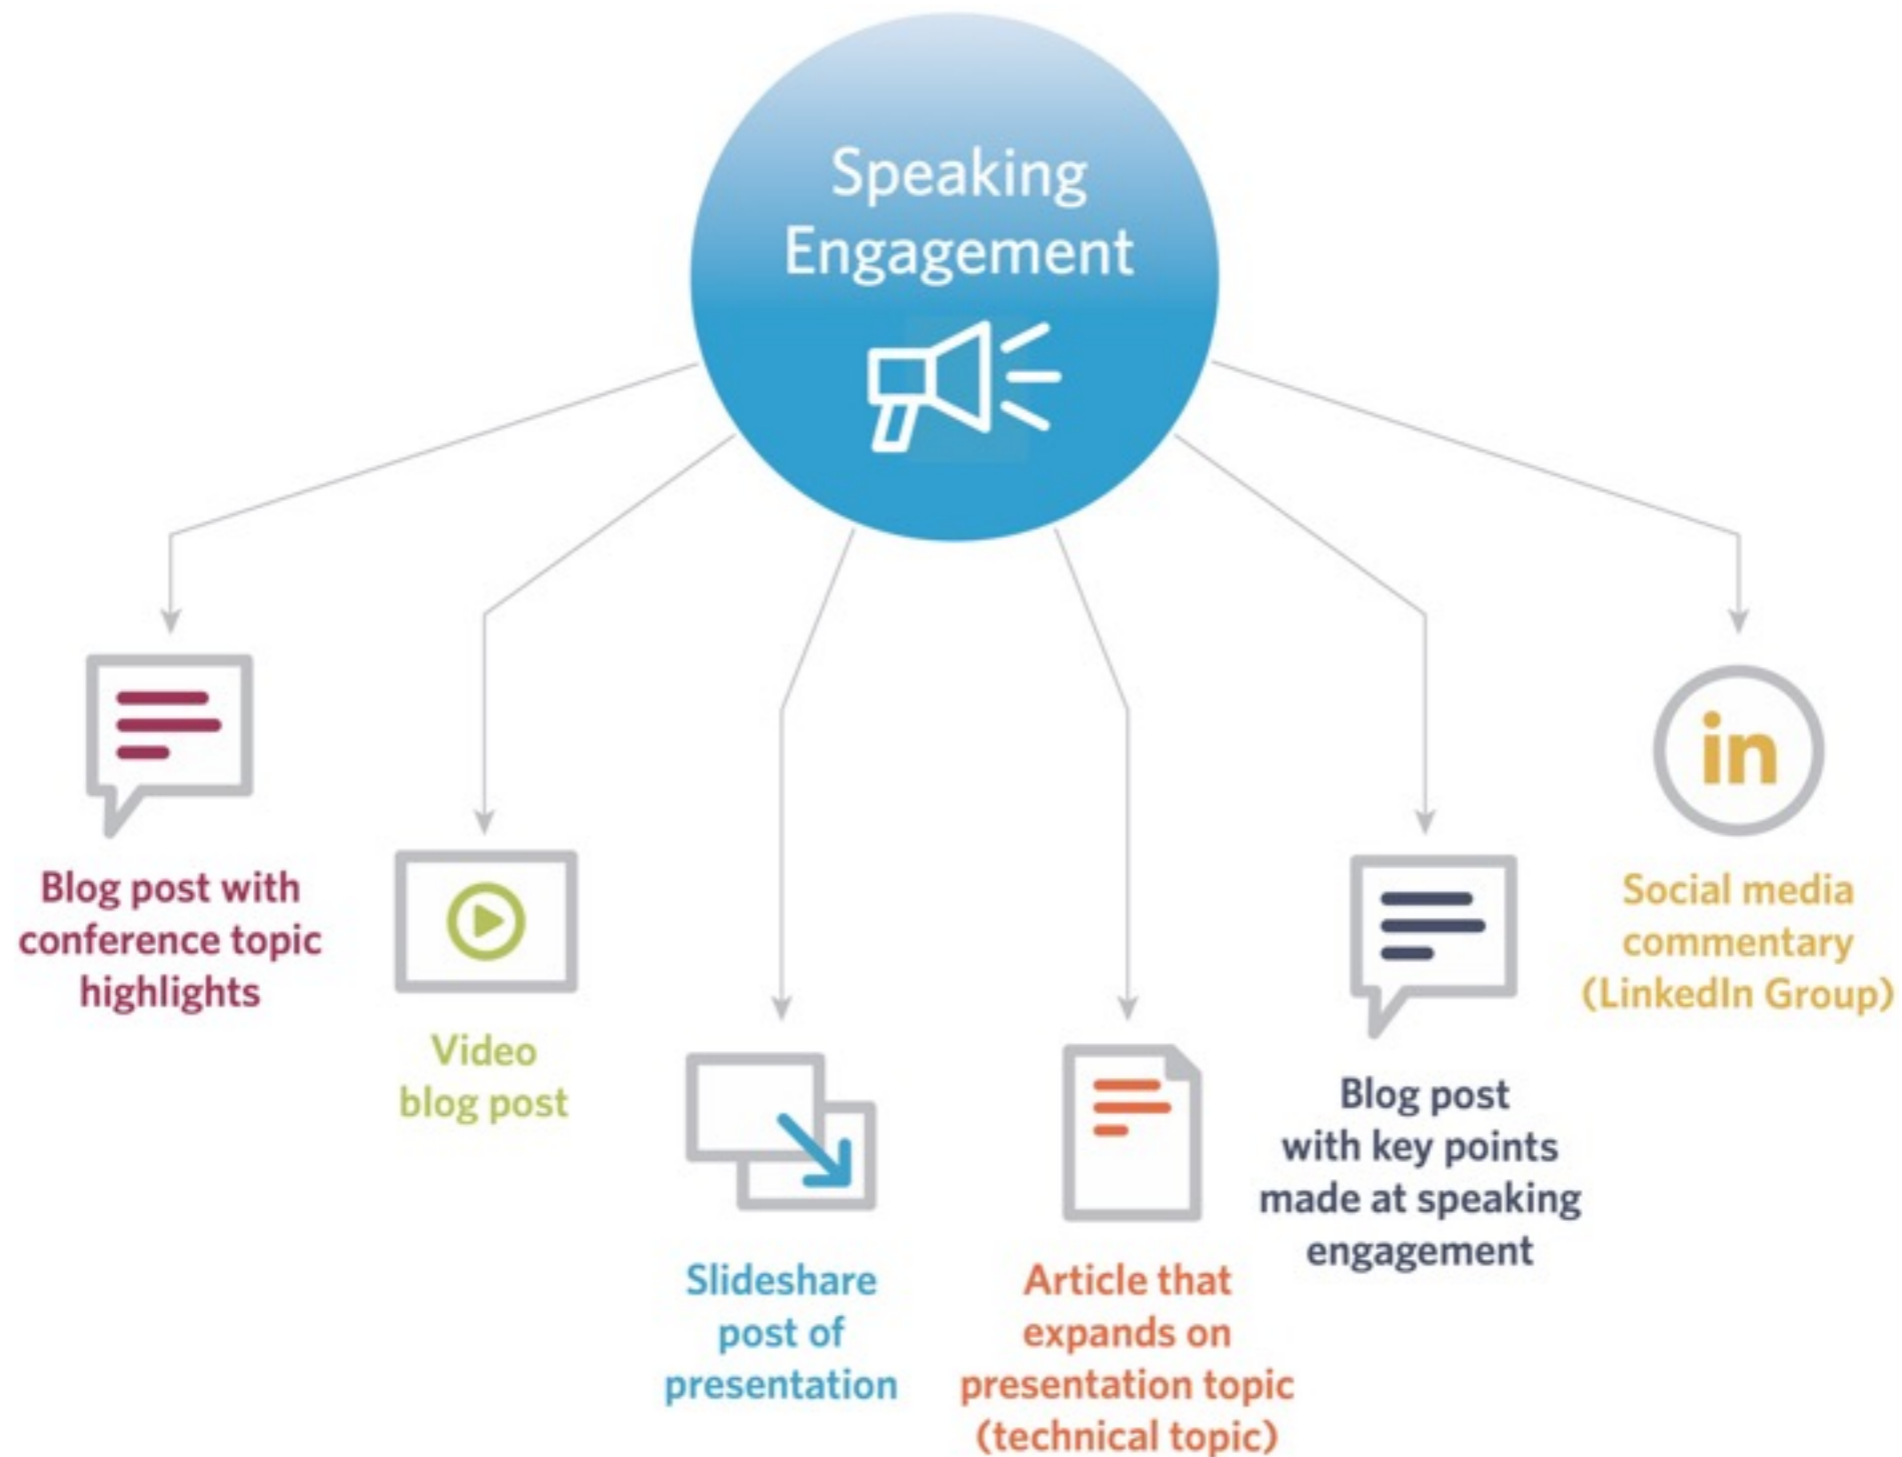 Speaking
Engagement
Blog post with
conference topic
highlights
Video
blog post
Slideshare
post of
presentation
Article that
expands on
presentation topic
(technical topic)
Blog post
with key points
made at speaking
engagement
in
Social media
commentary
(LinkedIn Group)